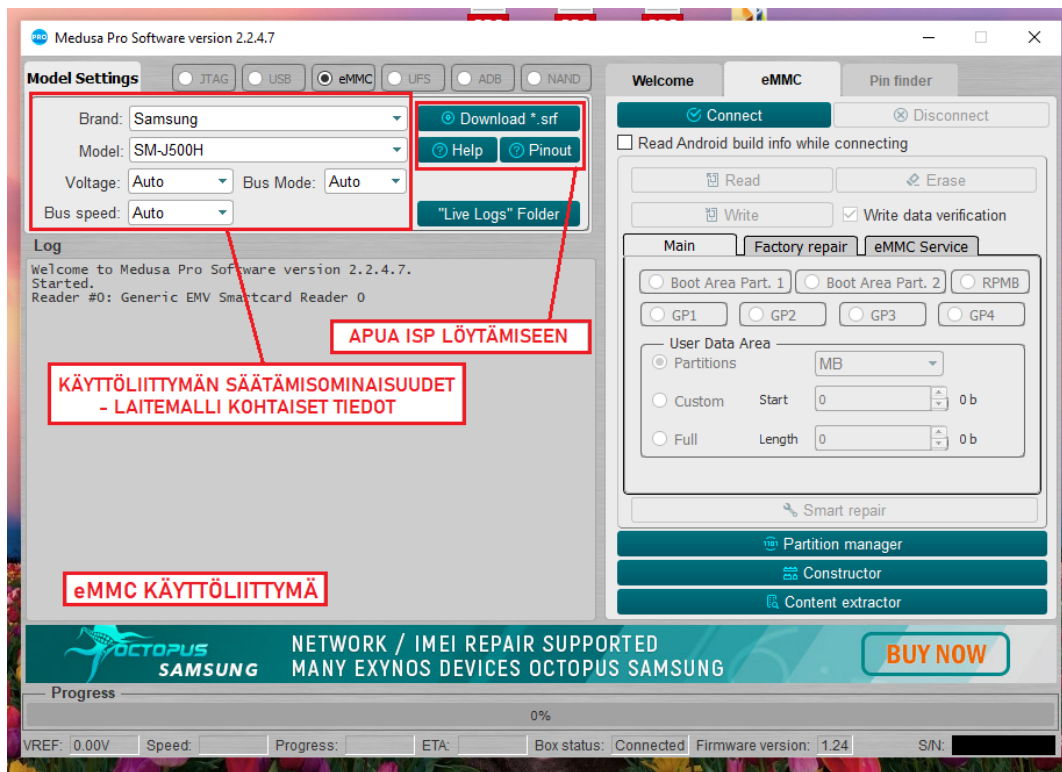 Medusa Pro Software version 2.2.4.7
Model Settings
JTAG
USB
eMMC
UFS
ADB
NAND
Brand: Samsung
Model: SM-J500H
Voltage: Auto
Bus Mode: Auto
Bus speed: Auto
Download *.srf
Help
Pinout
"Live Logs" Folder
Log
Welcome to Medusa Pro Software version 2.2.4.7.
Started.
Reader #0: Generic EMV Smartcard Reader 0
APUA ISP LÖYTÄMISEEN
KÄYTTÖLIITTYMÄN SÄÄTÄMISOMINAISUUDET
- LAITEMALLI KOHTAISET TIEDOT
eMMC KÄYTTÖLIITTYMÄ
Welcome
eMMC
Pin finder
Connect
Disconnect
Read Android build info while connecting
Read
Erase
Write
Write data verification
Main
Factory repair
eMMC Service
Boot Area Part. 1
Boot Area Part. 2
RPMB
GP1
GP2
GP3
GP4
User Data Area
Partitions
MB
Custom
Start
0
0 b
Full
Length
0
0 b
Smart repair
Partition manager
Constructor
Content extractor
OCTOPUS
SAMSUNG
NETWORK / IMEI REPAIR SUPPORTED
MANY EXYNOS DEVICES OCTOPUS SAMSUNG
BUY NOW
Progress
0%
VREF: 0.00V
Speed:
Progress:
ETA:
Box status: Connected
Firmware version: 1.24
S/N: